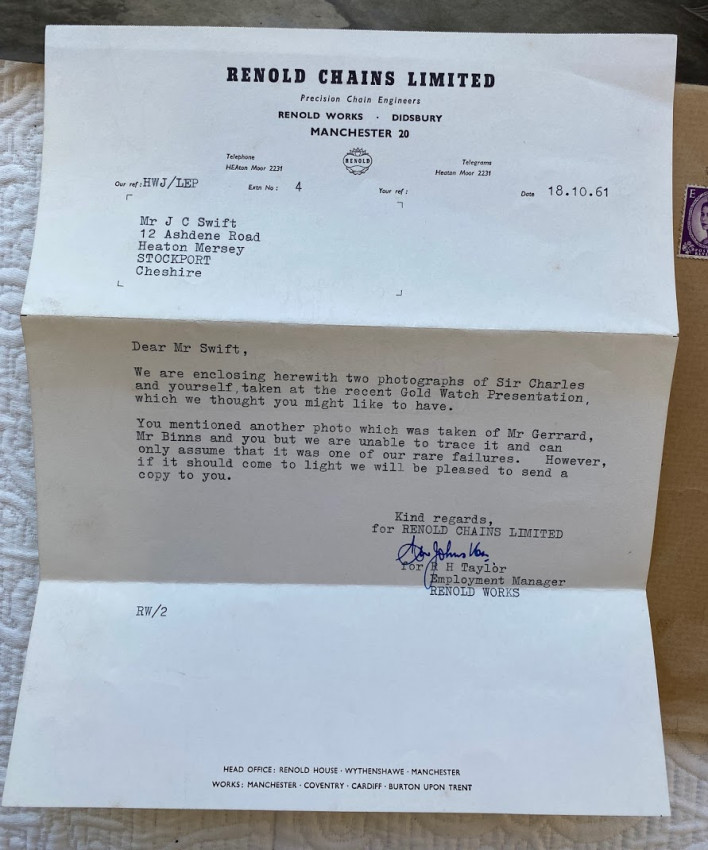 RENOLD CHAINS LIMITED
Precision Chain Engineers
RENOLD WORKS · DIDSBURY
MANCHESTER 20
Telephone
HEAton Moor 2231
RENOLD
Telegrams
Heaton Moor 2231
Our ref: HWJ/LEP Extn No: 4 Your ref: Date 18.10.61
Mr J C Swift
12 Ashdene Road
Heaton Mersey
STOCKPORT
Cheshire
E
Dear Mr Swift,
We are enclosing herewith two photographs of Sir Charles
and yourself, taken at the recent Gold Watch Presentation,
which we thought you might like to have.
You mentioned another photo which was taken of Mr Gerrard,
Mr Binns and you but we are unable to trace it and can
only assume that it was one of our rare failures. However,
if it should come to light we will be pleased to send a
copy to you.
Kind regards,
for RENOLD CHAINS LIMITED
for R H Taylor
Employment Manager
RENOLD WORKS
RW/2
HEAD OFFICE: RENOLD HOUSE · WYTHENSHAWE · MANCHESTER
WORKS: MANCHESTER · COVENTRY · CARDIFF · BURTON UPON TRENT